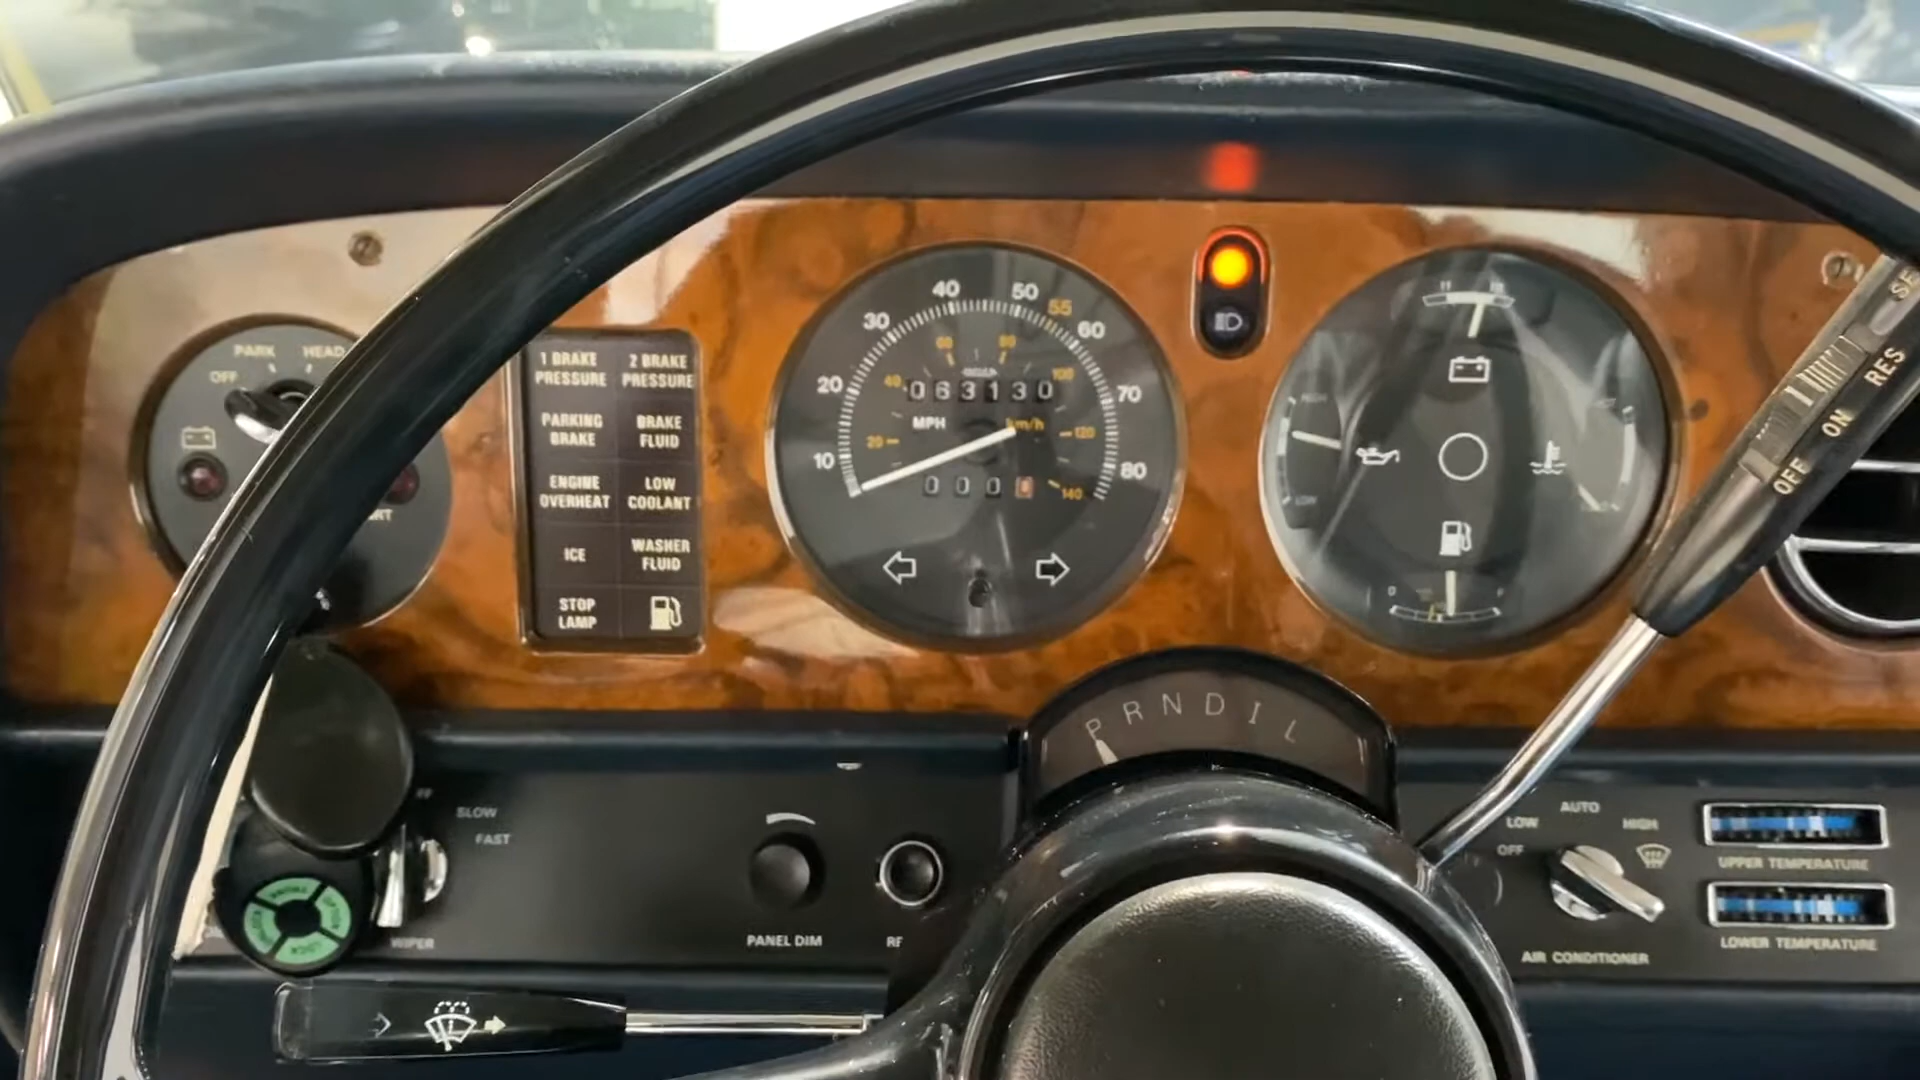 PARK HEAD
OFF
1 BRAKE
PRESSURE
2 BRAKE
PRESSURE
PARKING
BRAKE
BRAKE
FLUID
ENGINE
OVERHEAT
LOW
COOLANT
ICE
WASHER
FLUID
STOP
LAMP
10
20
30
40
50
55
60
70
80
20
40
60
80
100
120
140
063130
MPH
km/h
000
LOW
P R N D I L
OFF ON RES
SLOW
FAST
WIPER
PANEL DIM
AUTO
LOW
HIGH
OFF
AIR CONDITIONER
UPPER TEMPERATURE
LOWER TEMPERATURE
LOCK